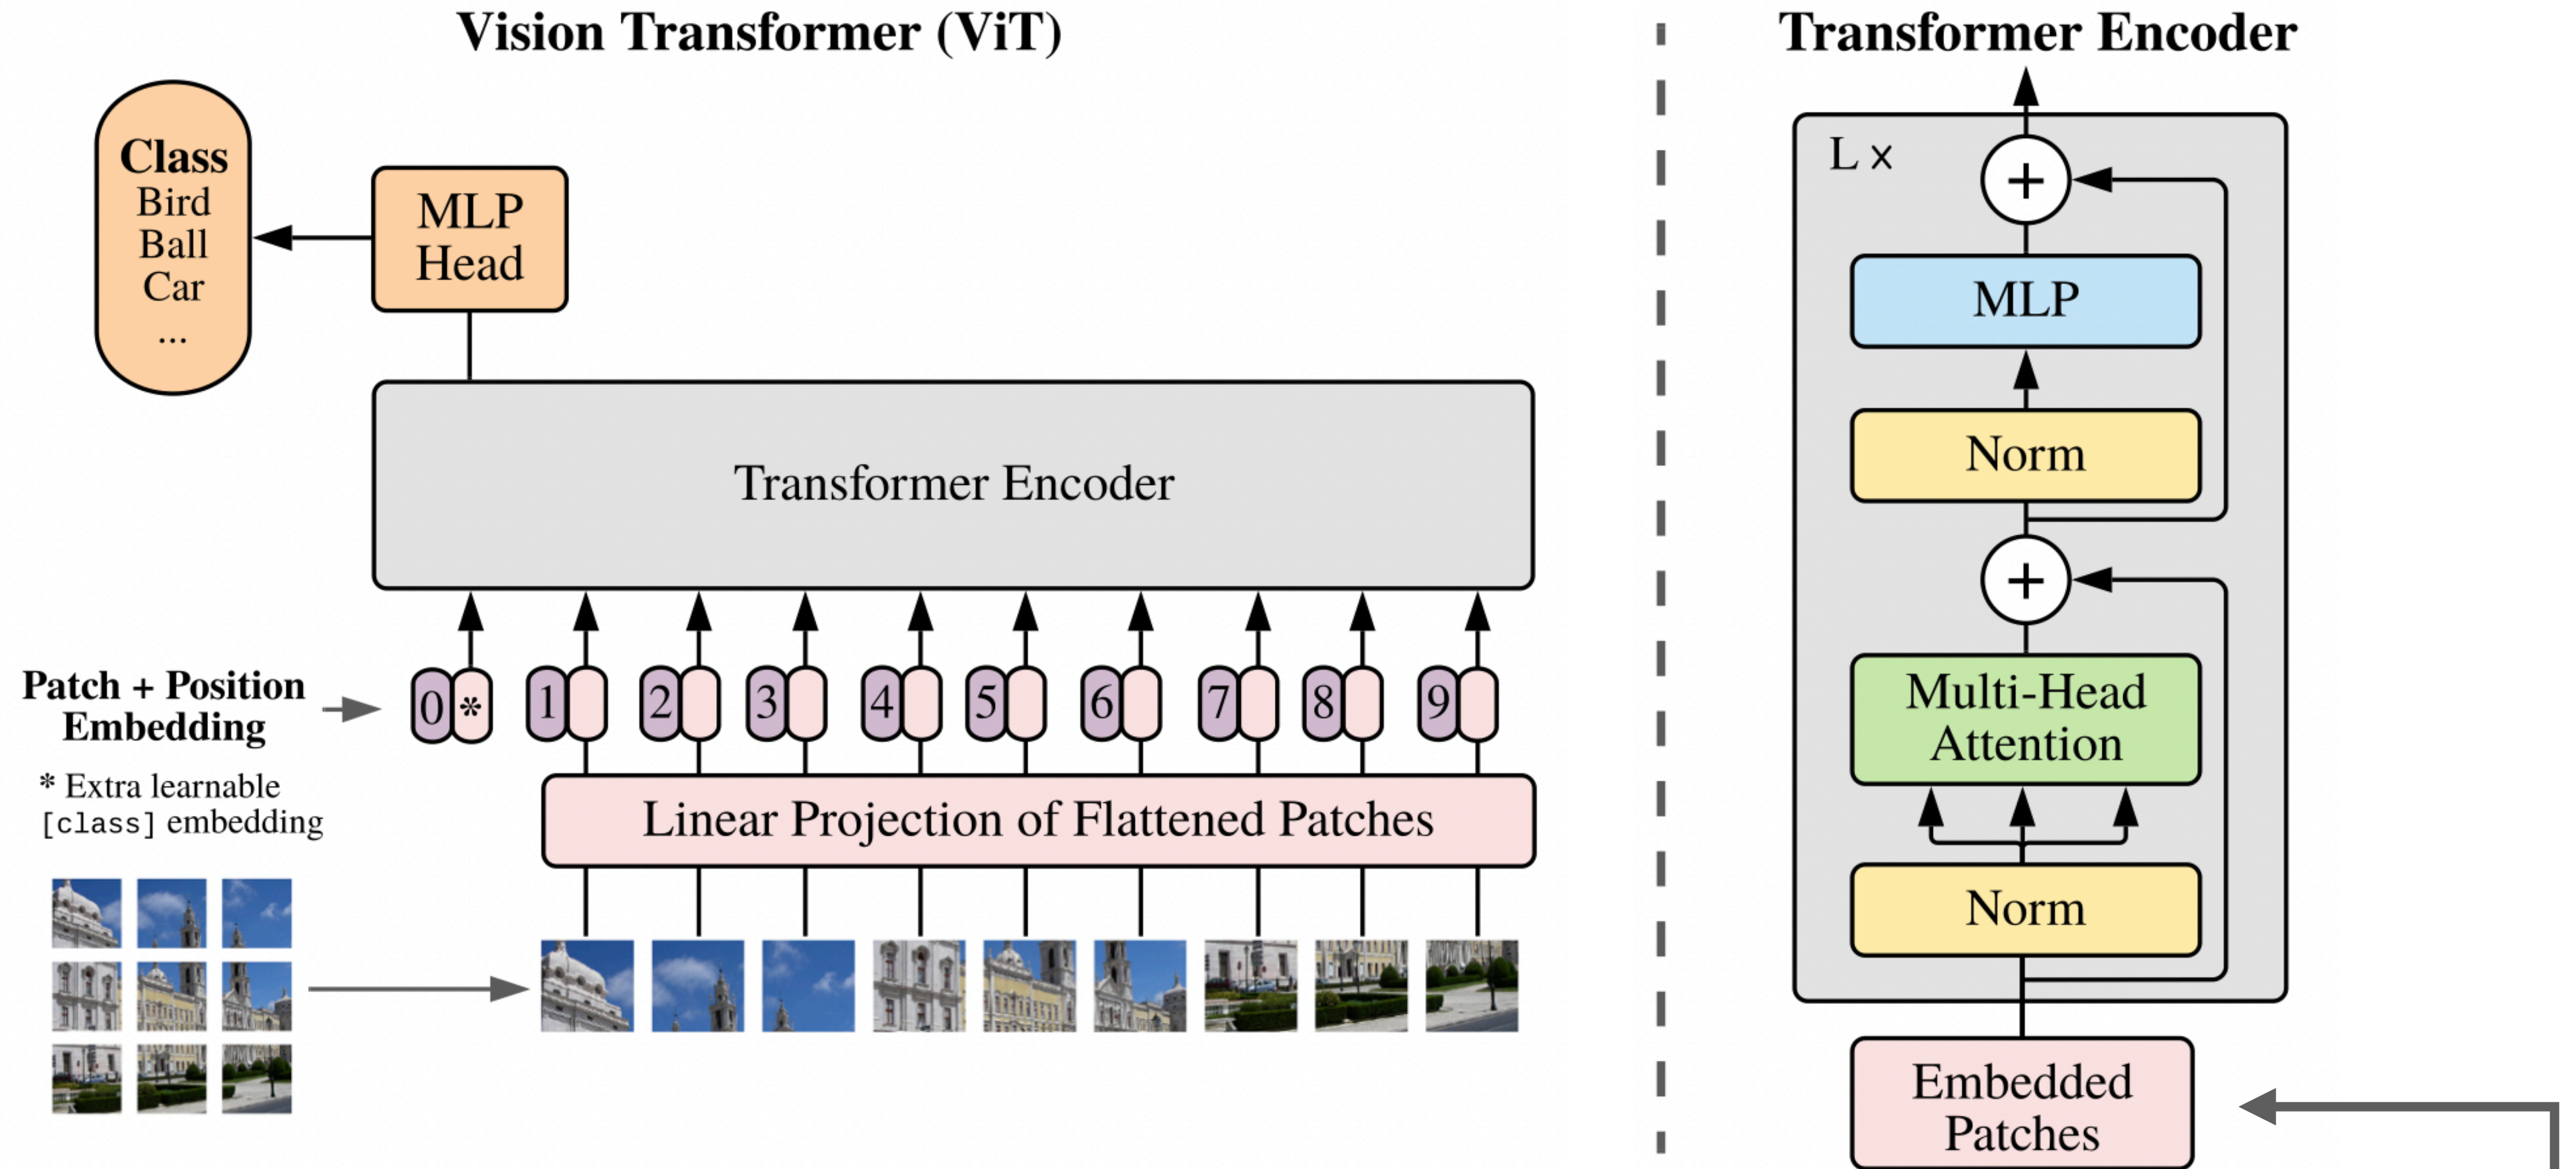 Vision Transformer (ViT)
Class
Bird
Ball
Car
...
MLP
Head
Transformer Encoder
Patch + Position
Embedding
* Extra learnable
[class] embedding
0 * 1 2 3 4 5 6 7 8 9
Linear Projection of Flattened Patches
Transformer Encoder
L ×
+
MLP
Norm
+
Multi-Head
Attention
Norm
Embedded
Patches